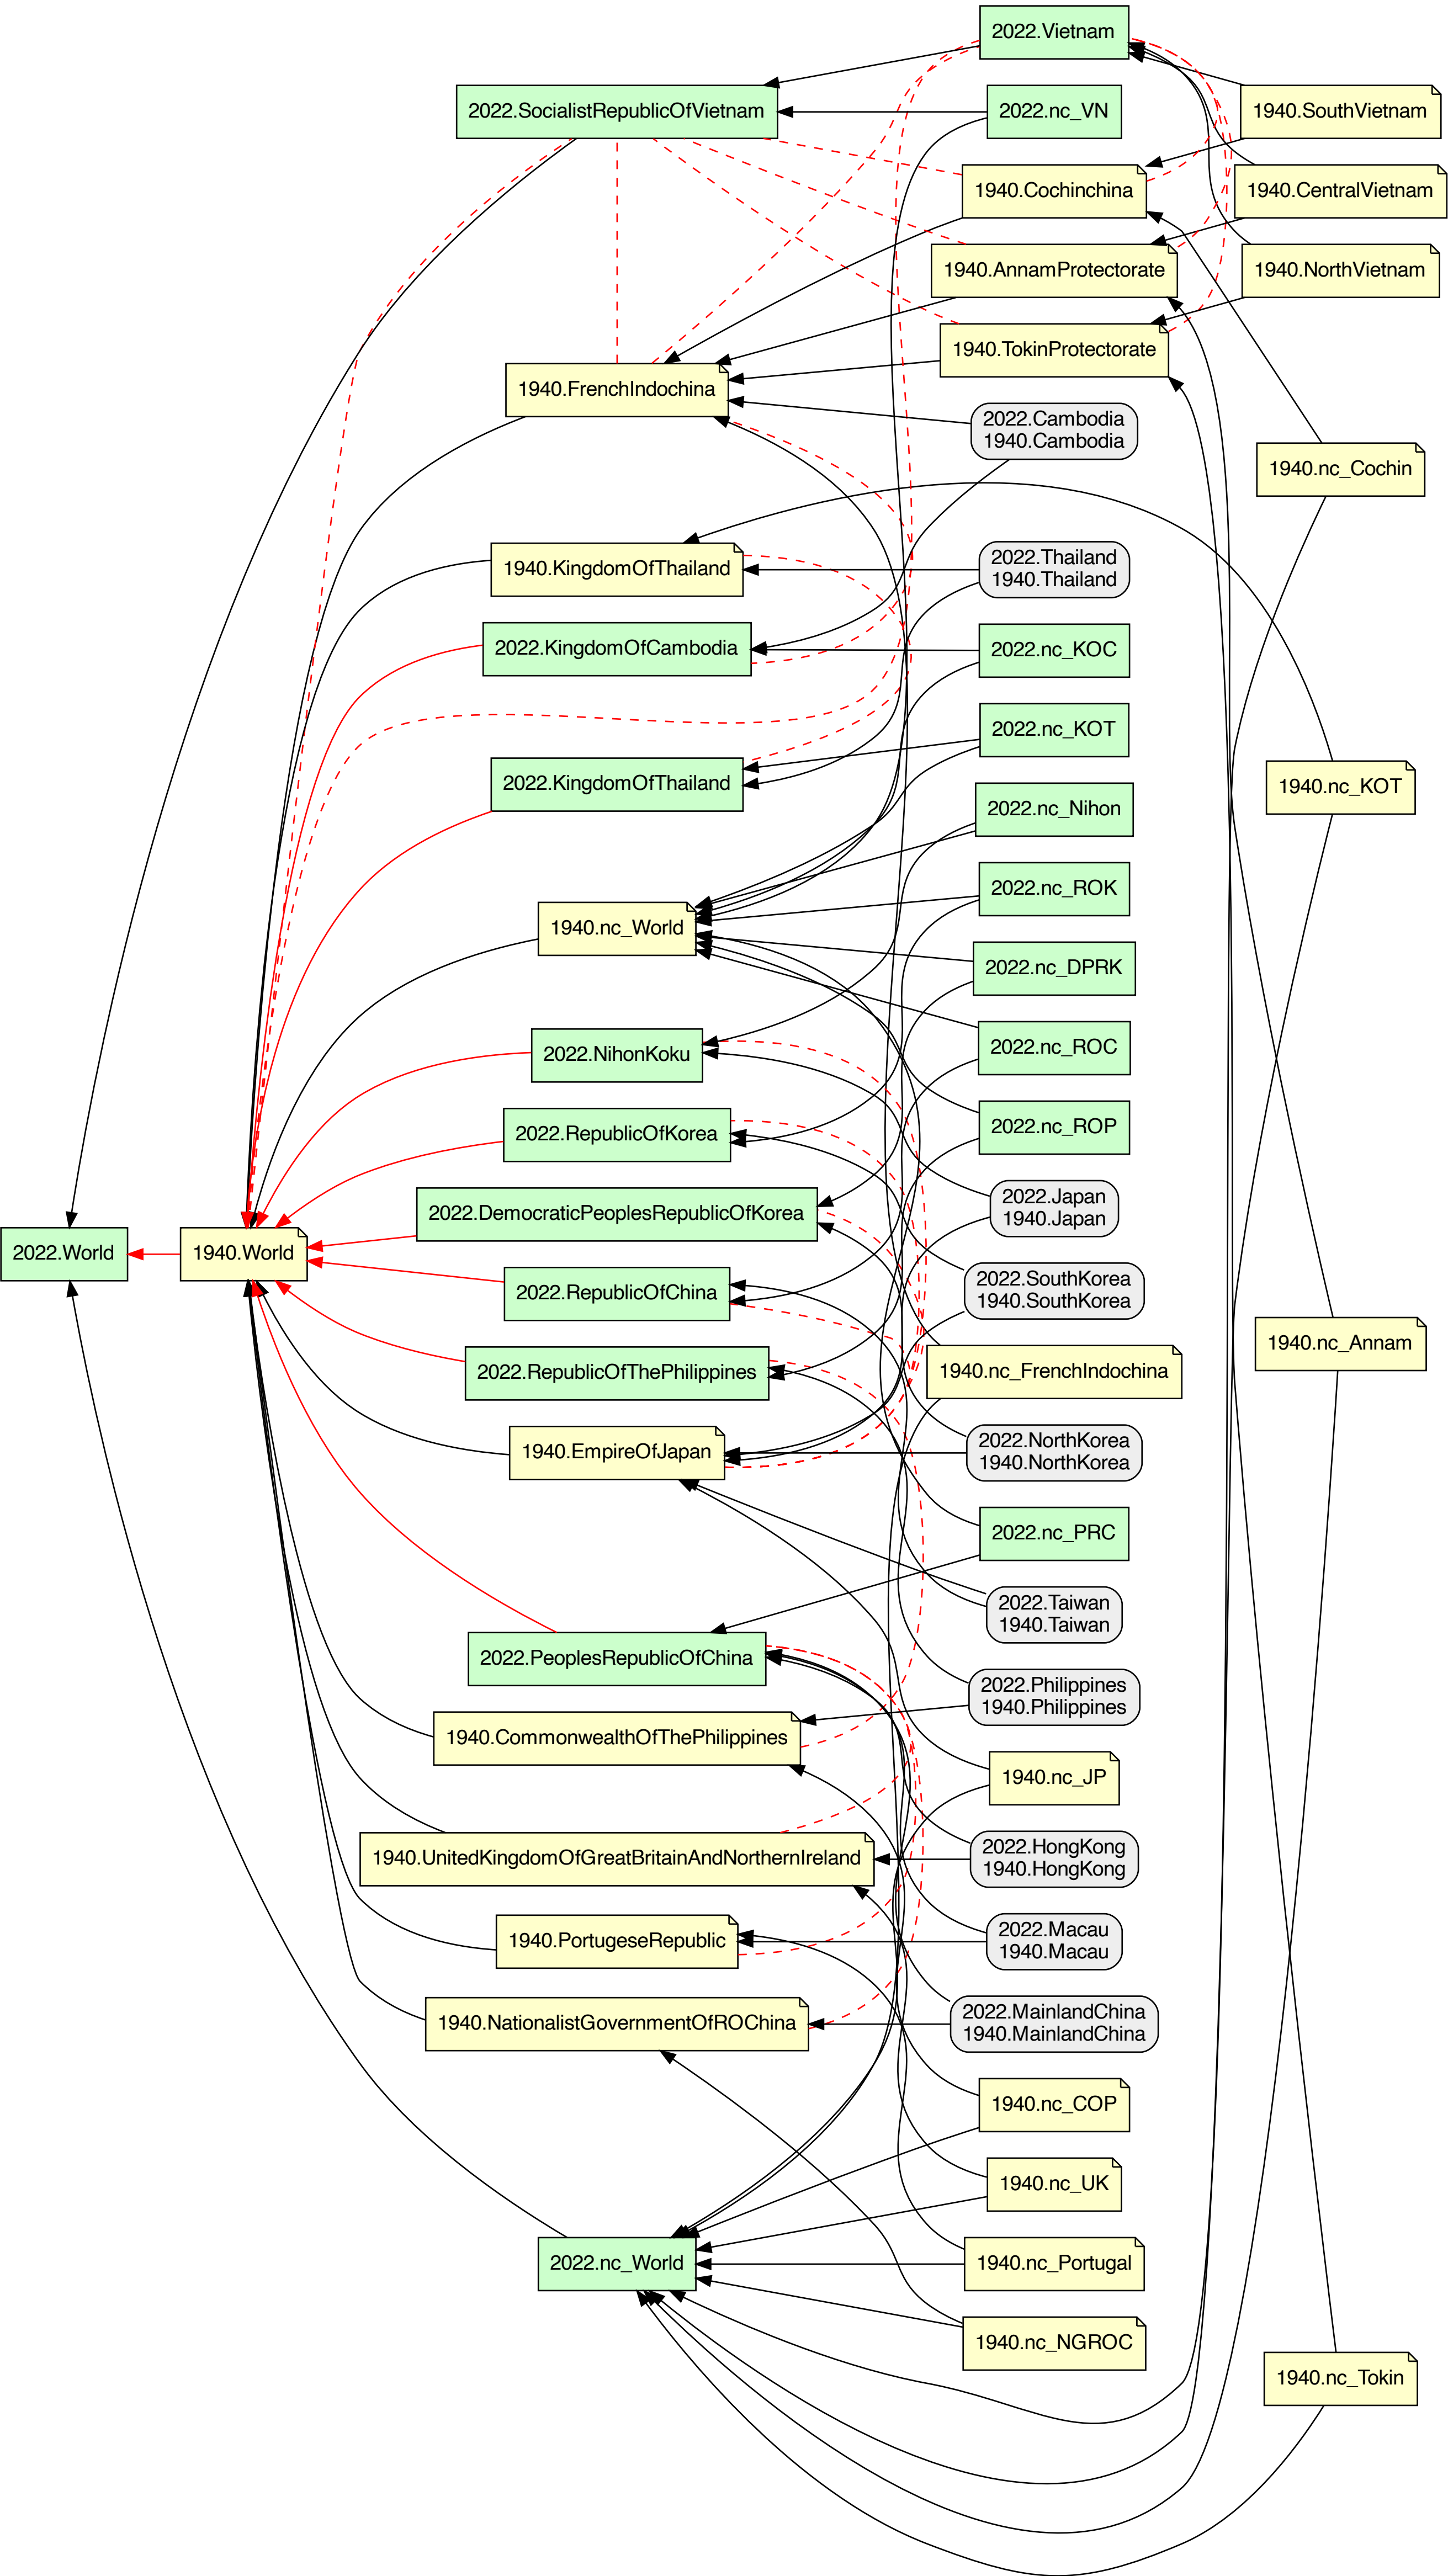 2022.Vietnam
2022.SocialistRepublicOfVietnam
2022.nc_VN
1940.SouthVietnam
1940.Cochinchina
1940.CentralVietnam
1940.AnnamProtectorate
1940.NorthVietnam
1940.TokinProtectorate
1940.FrenchIndochina
2022.Cambodia
1940.Cambodia
1940.nc_Cochin
1940.KingdomOfThailand
2022.Thailand
1940.Thailand
2022.KingdomOfCambodia
2022.nc_KOC
2022.nc_KOT
2022.KingdomOfThailand
1940.nc_KOT
2022.nc_Nihon
2022.nc_ROK
1940.nc_World
2022.nc_DPRK
2022.NihonKoku
2022.nc_ROC
2022.RepublicOfKorea
2022.nc_ROP
2022.DemocraticPeoplesRepublicOfKorea
2022.Japan
1940.Japan
2022.World
1940.World
2022.RepublicOfChina
2022.SouthKorea
1940.SouthKorea
2022.RepublicOfThePhilippines
1940.nc_FrenchIndochina
1940.nc_Annam
1940.EmpireOfJapan
2022.NorthKorea
1940.NorthKorea
2022.nc_PRC
2022.Taiwan
1940.Taiwan
2022.PeoplesRepublicOfChina
2022.Philippines
1940.Philippines
1940.CommonwealthOfThePhilippines
1940.nc_JP
1940.UnitedKingdomOfGreatBritainAndNorthernIreland
2022.HongKong
1940.HongKong
1940.PortugeseRepublic
2022.Macau
1940.Macau
1940.NationalistGovernmentOfROChina
2022.MainlandChina
1940.MainlandChina
1940.nc_COP
1940.nc_UK
2022.nc_World
1940.nc_Portugal
1940.nc_NGROC
1940.nc_Tokin